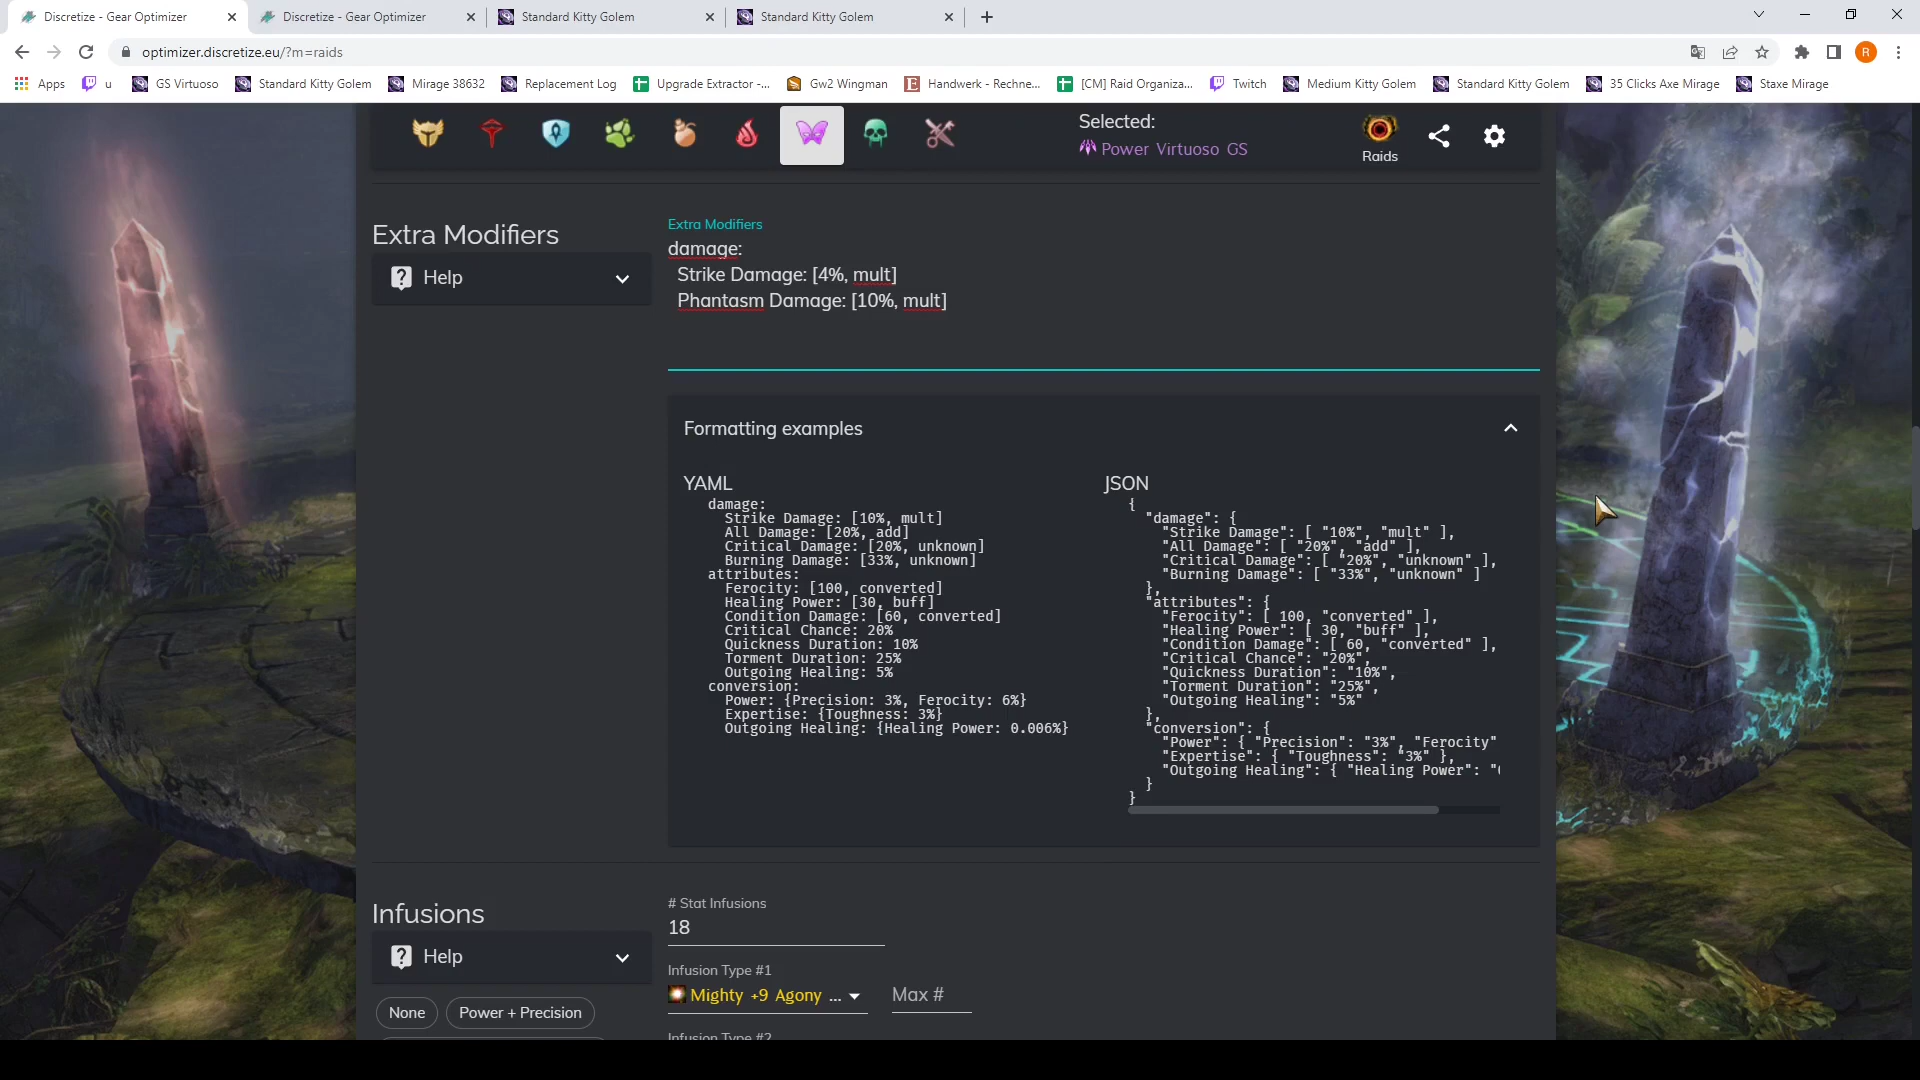 Discretize - Gear Optimizer
Discretize - Gear Optimizer
Standard Kitty Golem
Standard Kitty Golem
optimizer.discretize.eu/?m=raids
R
Apps
u
GS Virtuoso
Standard Kitty Golem
Mirage 38632
Replacement Log
Upgrade Extractor -...
Gw2 Wingman
Handwerk - Rechne...
[CM] Raid Organiza...
Twitch
Medium Kitty Golem
Standard Kitty Golem
35 Clicks Axe Mirage
Staxe Mirage
Selected:
Power Virtuoso GS
Raids
Extra Modifiers
Help
Extra Modifiers
damage:
Strike Damage: [4%, mult]
Phantasm Damage: [10%, mult]
Formatting examples
YAML
damage:
Strike Damage: [10%, mult]
All Damage: [20%, add]
Critical Damage: [20%, unknown]
Burning Damage: [33%, unknown]
attributes:
Ferocity: [100, converted]
Healing Power: [30, buff]
Condition Damage: [60, converted]
Critical Chance: 20%
Quickness Duration: 10%
Torment Duration: 25%
Outgoing Healing: 5%
conversion:
Power: {Precision: 3%, Ferocity: 6%}
Expertise: {Toughness: 3%}
Outgoing Healing: {Healing Power: 0.006%}
JSON
{
"damage": {
"Strike Damage": [ "10%", "mult" ],
"All Damage": [ "20%", "add" ],
"Critical Damage": [ "20%", "unknown" ],
"Burning Damage": [ "33%", "unknown" ]
},
"attributes": {
"Ferocity": [ 100, "converted" ],
"Healing Power": [ 30, "buff" ],
"Condition Damage": [ 60, "converted" ],
"Critical Chance": "20%",
"Quickness Duration": "10%",
"Torment Duration": "25%",
"Outgoing Healing": "5%"
},
"conversion": {
"Power": { "Precision": "3%", "Ferocity"
"Expertise": { "Toughness": "3%" },
"Outgoing Healing": { "Healing Power":
}
}
Infusions
Help
None
Power + Precision
# Stat Infusions
18
Infusion Type #1
Mighty +9 Agony ...
Max #
Infusion Type #2